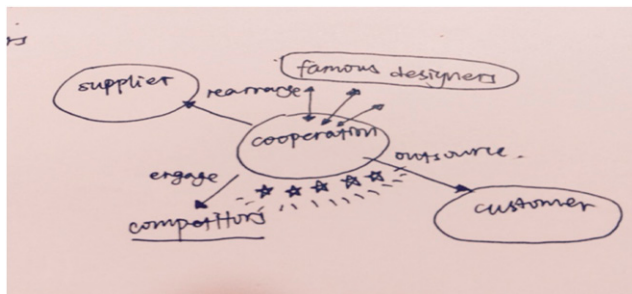 famous designers
supplier
rearrange
cooperation
outsource.
engage
competitors
customer